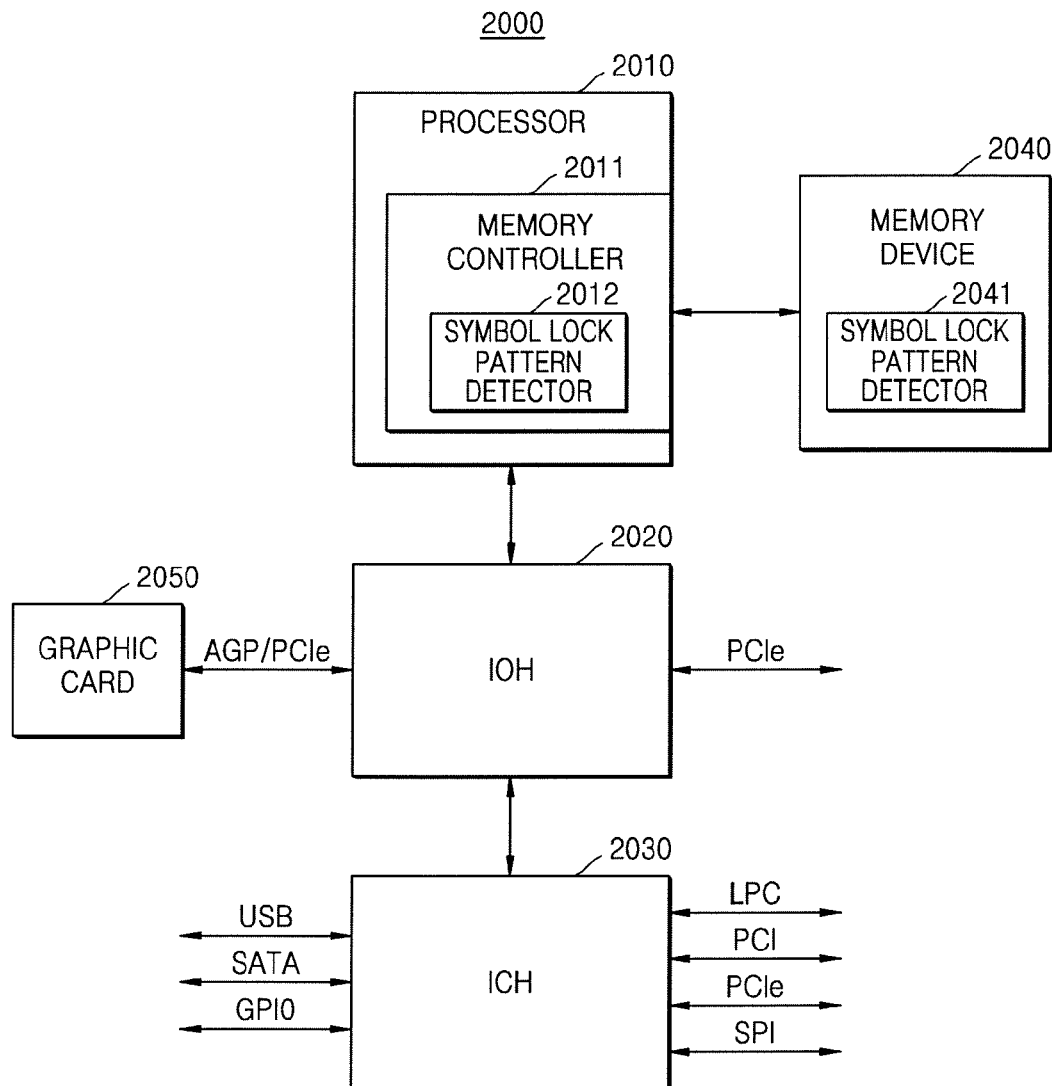 2000
2010
PROCESSOR
2011
MEMORY
CONTROLLER
2012
SYMBOL LOCK
PATTERN
DETECTOR
2040
MEMORY
DEVICE
2041
SYMBOL LOCK
PATTERN
DETECTOR
2020
IOH
2050
GRAPHIC
CARD
AGP/PCIe
PCIe
2030
ICH
USB
SATA
GPIO
LPC
PCI
PCIe
SPI